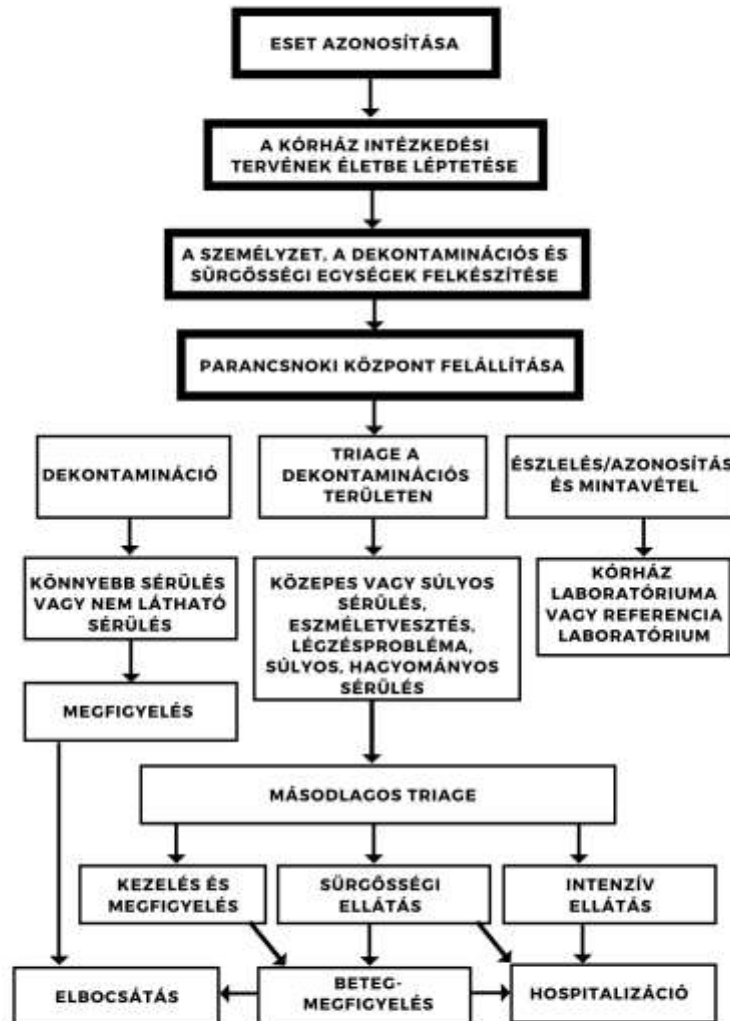 ESET AZONOSÍTÁSA
A KÓRHÁZ INTÉZKEDÉSI
TERVÉNEK ÉLETBE LÉPTETÉSE
A SZEMÉLYZET, A DEKONTAMINÁCIÓS ÉS
SÜRGŐSSÉGI EGYSÉGEK FELKÉSZÍTÉSE
PARANCSNOKI KÖZPONT FELÁLLÍTÁSA
DEKONTAMINÁCIÓ
TRIAGE A
DEKONTAMINÁCIÓS
TERÜLETEN
ÉSZLELÉS/AZONOSÍTÁS
ÉS MINTAVÉTEL
KÖNNYEBB SÉRÜLÉS
VAGY NEM LÁTHATÓ
SÉRÜLÉS
KÖZEPES VAGY SÚLYOS
SÉRÜLÉS,
ESZMÉLETVESZTÉS,
LÉGZÉSPROBLÉMA,
SÚLYOS, HAGYOMÁNYOS
SÉRÜLÉS
KÓRHÁZ
LABORATÓRIUMA
VAGY REFERENCIA
LABORATÓRIUM
MEGFIGYELÉS
MÁSODLAGOS TRIAGE
KEZELÉS ÉS
MEGFIGYELÉS
SÜRGŐSSÉGI
ELLÁTÁS
INTENZÍV
ELLÁTÁS
ELBOCSÁTÁS
BETEG-
MEGFIGYELÉS
HOSPITALIZÁCIÓ